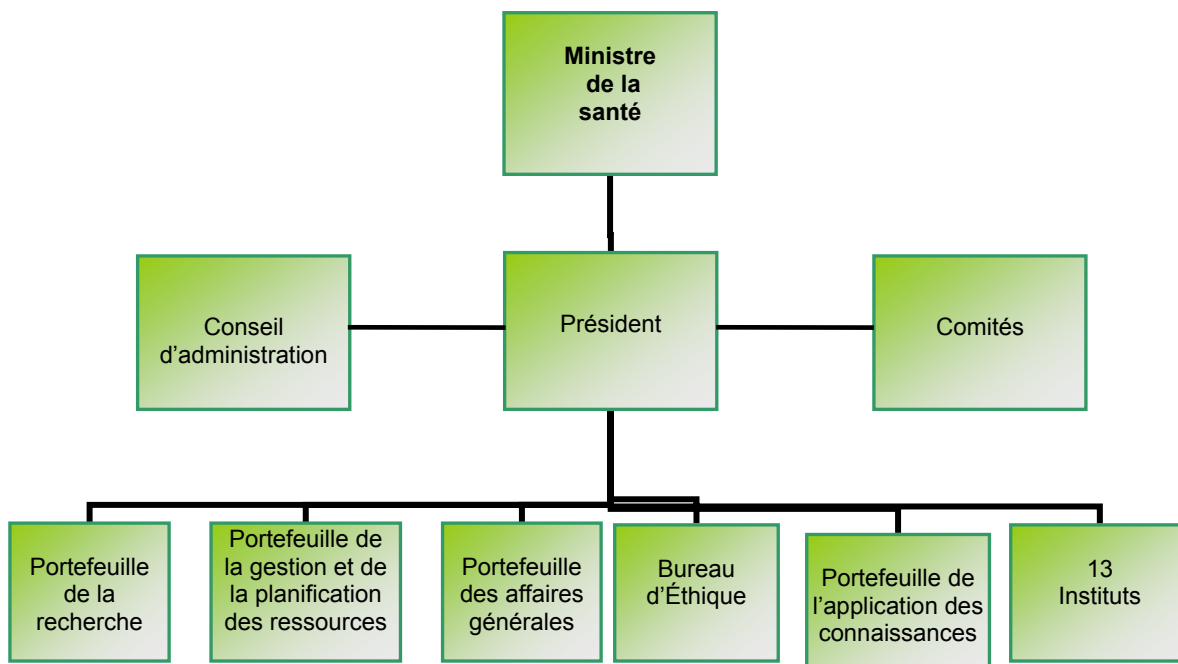 Ministre
de la
santé
Conseil
d’administration
Président
Comités
Portefeuille
de la
recherche
Portefeuille de
la gestion et de
la planification
des ressources
Portefeuille
des affaires
générales
Bureau
d’Éthique
Portefeuille de
l’application des
connaissances
13
Instituts